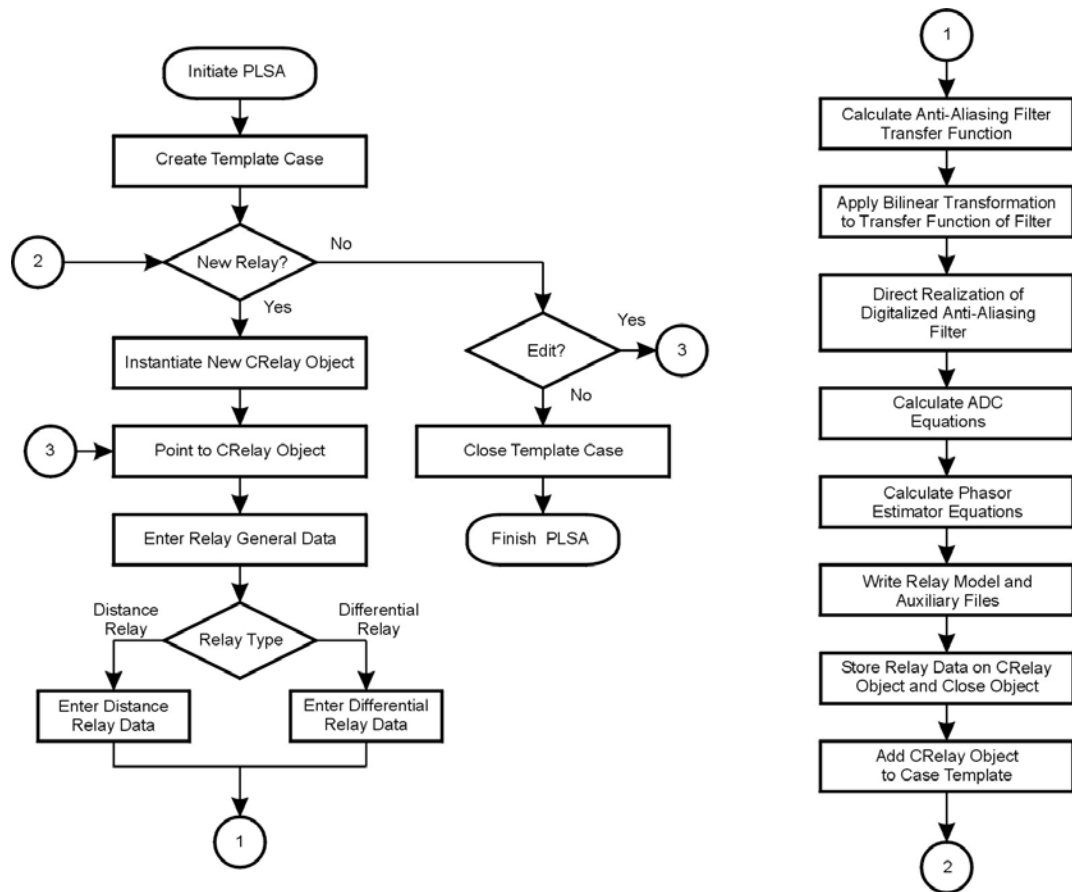 Initiate PLSA
Create Template Case
2
New Relay?
No
Yes
Instantiate New CRelay Object
3
Point to CRelay Object
Enter Relay General Data
Distance
Relay
Relay Type
Differential
Relay
Enter Distance
Relay Data
Enter Differential
Relay Data
1
Edit?
Yes
3
No
Close Template Case
Finish PLSA
1
Calculate Anti-Aliasing Filter
Transfer Function
Apply Bilinear Transformation
to Transfer Function of Filter
Direct Realization of
Digitalized Anti-Aliasing
Filter
Calculate ADC
Equations
Calculate Phasor
Estimator Equations
Write Relay Model and
Auxiliary Files
Store Relay Data on CRelay
Object and Close Object
Add CRelay Object
to Case Template
2